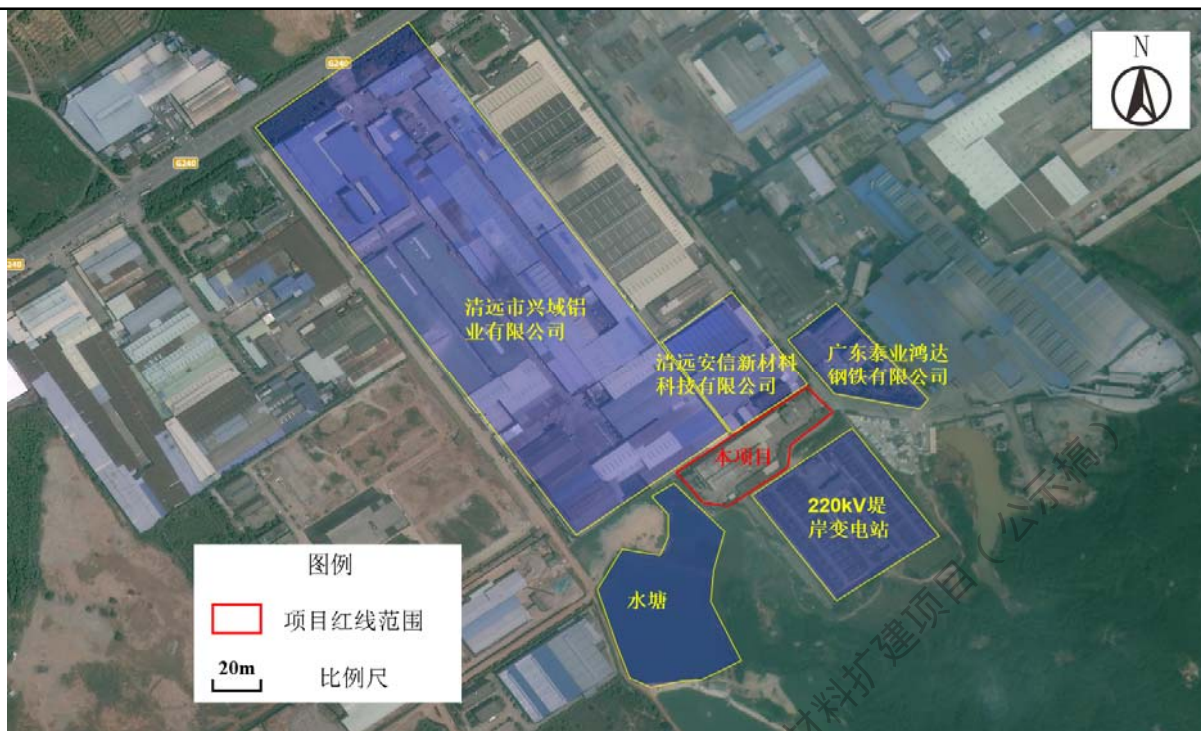 N
G240
G240
240
清远市兴域铝
业有限公司
清远安信新材料
科技有限公司
广东泰业鸿达
钢铁有限公司
本项目
220kV堤
岸变电站
水塘
图例
项目红线范围
20m
比例尺
材料扩建项目（公示稿）